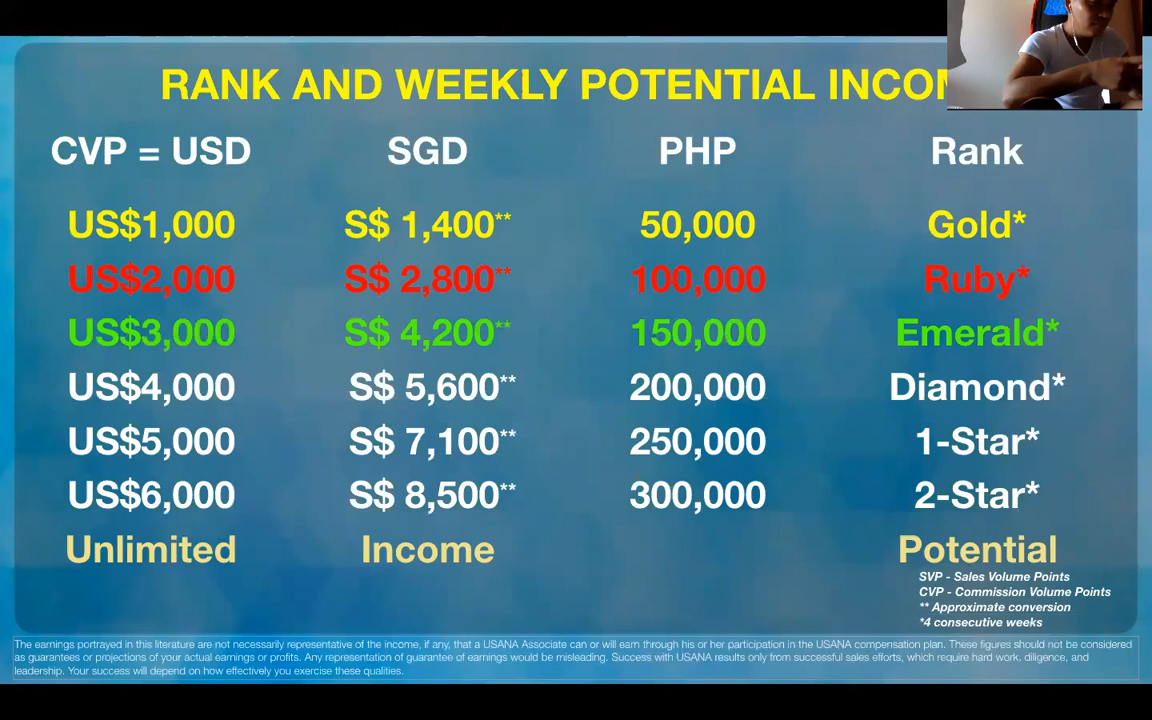 RANK AND WEEKLY POTENTIAL INCOM
CVP = USD SGD PHP Rank
US$1,000 S$ 1,400** 50,000 Gold*
US$2,000 S$ 2,800** 100,000 Ruby*
US$3,000 S$ 4,200** 150,000 Emerald*
US$4,000 S$ 5,600** 200,000 Diamond*
US$5,000 S$ 7,100** 250,000 1-Star*
US$6,000 S$ 8,500** 300,000 2-Star*
Unlimited Income Potential
SVP - Sales Volume Points
CVP - Commission Volume Points
** Approximate conversion
*4 consecutive weeks
The earnings portrayed in this literature are not necessarily representative of the income, if any, that a USANA Associate can or will earn through his or her participation in the USANA compensation plan. These figures should not be considered
as guarantees or projections of your actual earnings or profits. Any representation of guarantee of earnings would be misleading. Success with USANA results only from successful sales efforts, which require hard work, diligence, and
leadership. Your success will depend on how effectively you exercise these qualities.